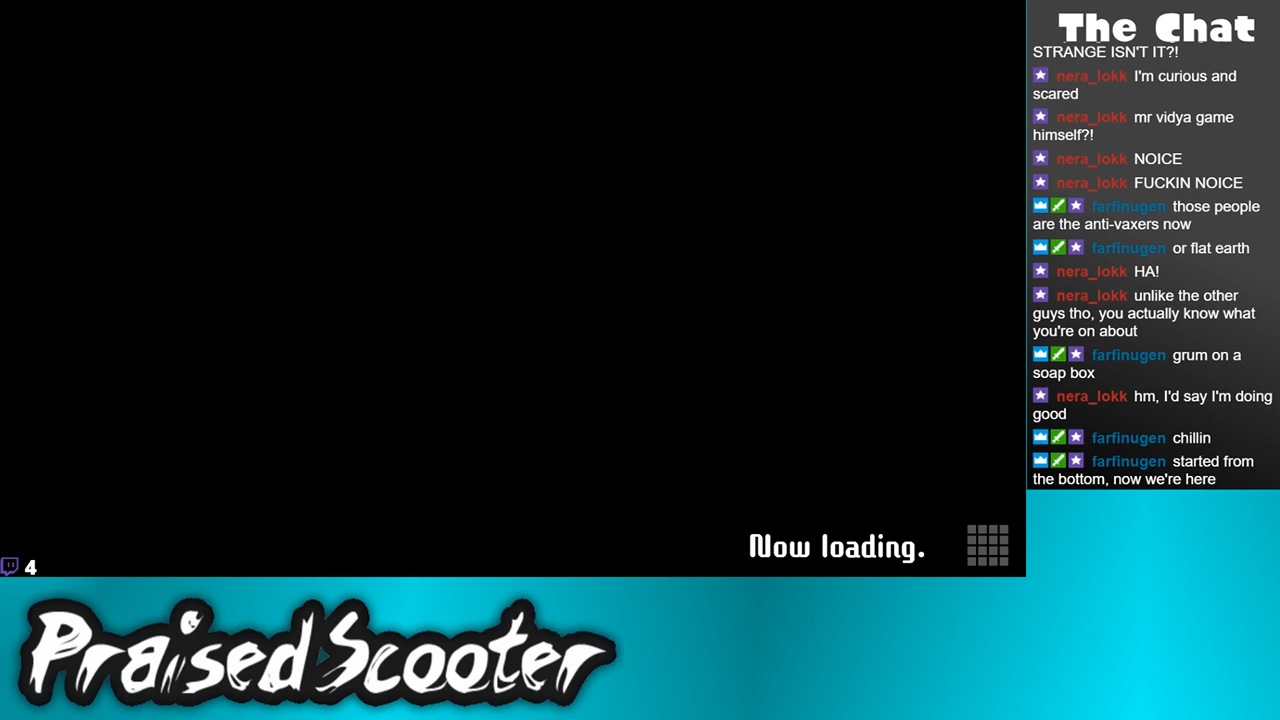 The Chat
STRANGE ISN'T IT?!
nera_lokk I'm curious and
scared
nera_lokk mr vidya game
himself?!
nera_lokk NOICE
nera_lokk FUCKIN NOICE
farfinugen those people
are the anti-vaxers now
farfinugen or flat earth
nera_lokk HA!
nera_lokk unlike the other
guys tho, you actually know what
you're on about
farfinugen grum on a
soap box
nera_lokk hm, I'd say I'm doing
good
farfinugen chillin
farfinugen started from
the bottom, now we're here
Now loading.
4
PraisedScooter